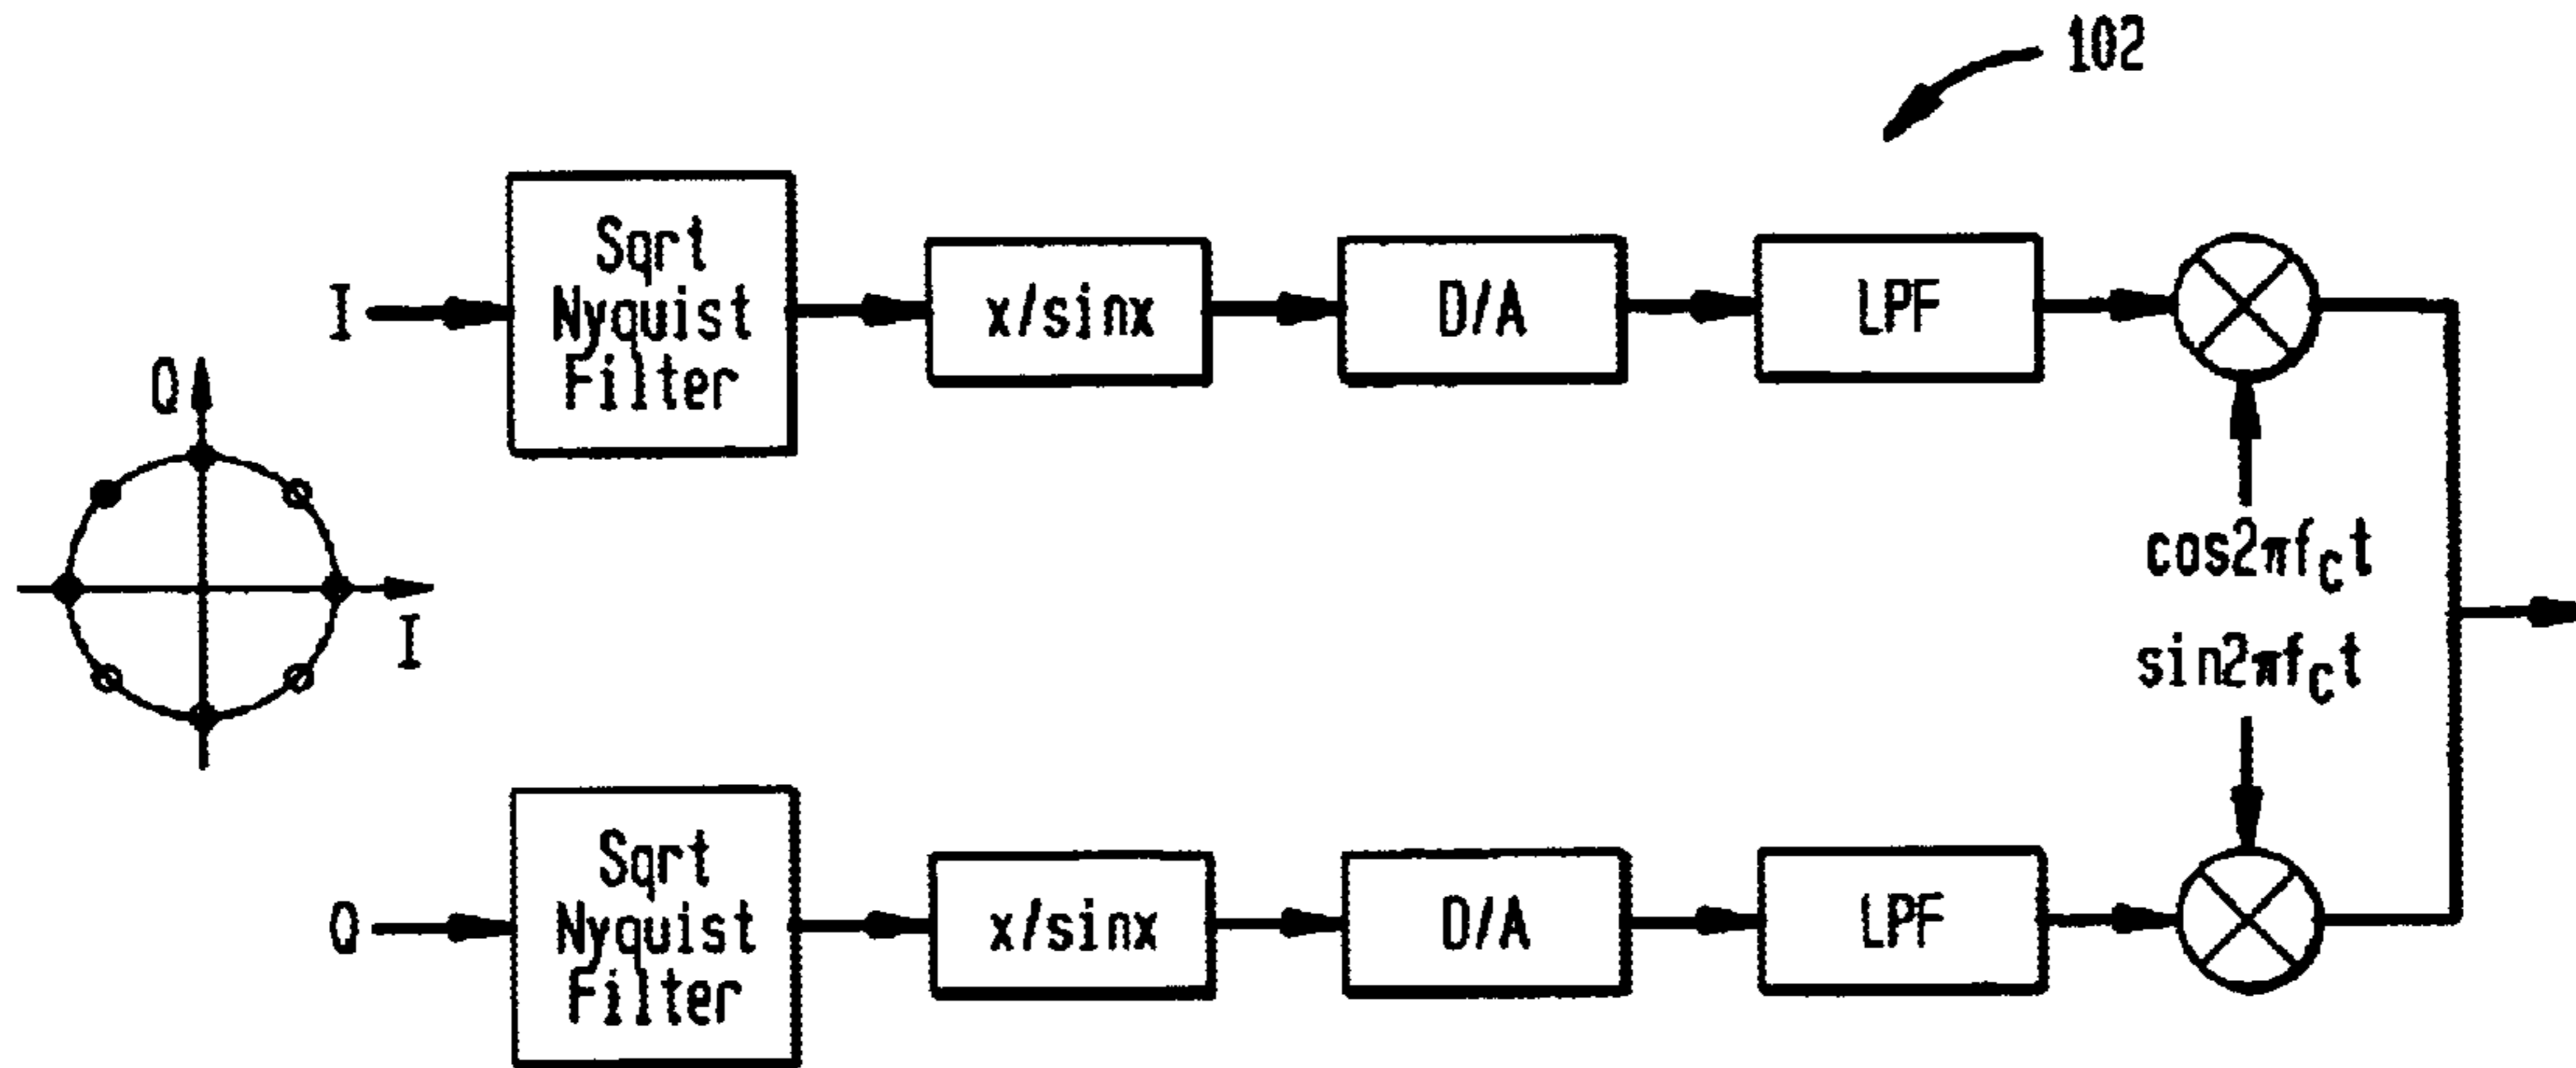 102
I
Sqrt
Nyquist
Filter
x/sinx
D/A
LPF
Q
I
cos2πf_ct
sin2πf_ct
Q
Sqrt
Nyquist
Filter
x/sinx
D/A
LPF